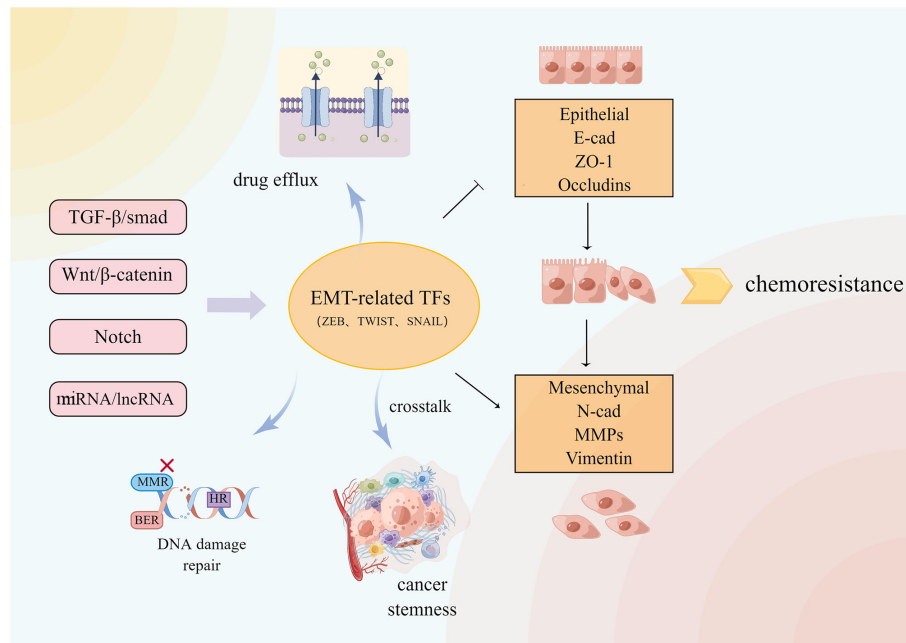 drug efflux
Epithelial
E-cad
ZO-1
Occludins
TGF-β/smad
Wnt/β-catenin
Notch
miRNA/lncRNA
EMT-related TFs
(ZEB、TWIST、SNAIL)
chemoresistance
Mesenchymal
N-cad
MMPs
Vimentin
crosstalk
MMR
HR
BER
DNA damage
repair
cancer
stemness